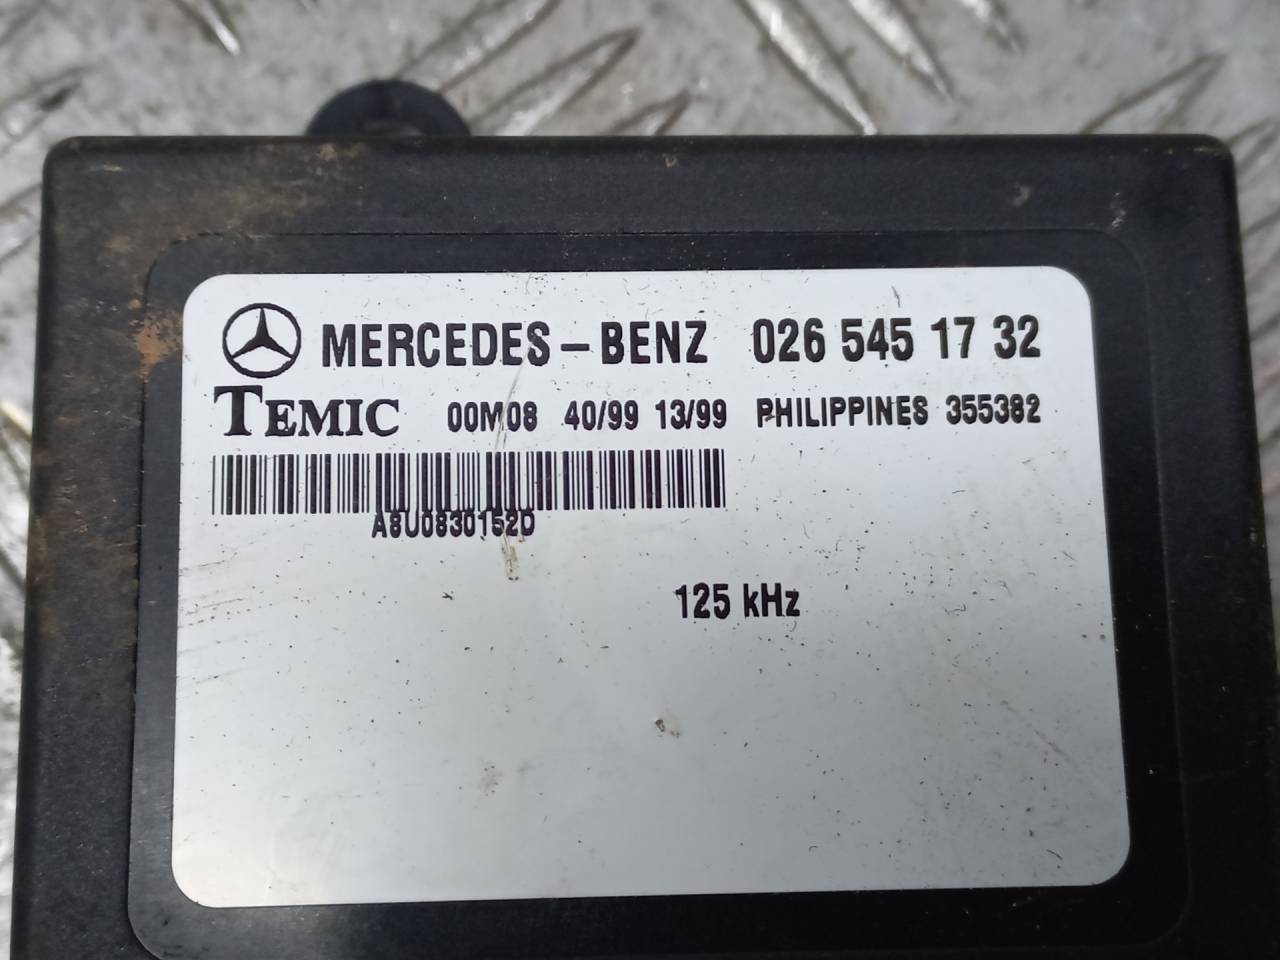 MERCEDES-BENZ 026 545 17 32
TEMIC 00M08 40/99 13/99 PHILIPPINES 355382
A8U0830152D
125 kHz